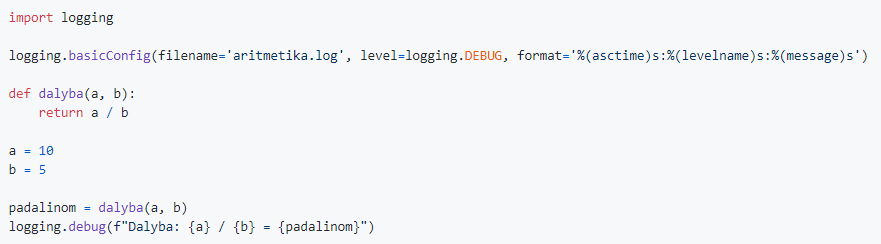 import logging
logging.basicConfig(filename='aritmetika.log', level=logging.DEBUG, format='%(asctime)s:%(levelname)s:%(message)s')
def dalyba(a, b):
    return a / b
a = 10
b = 5
padalinom = dalyba(a, b)
logging.debug(f"Dalyba: {a} / {b} = {padalinom}")